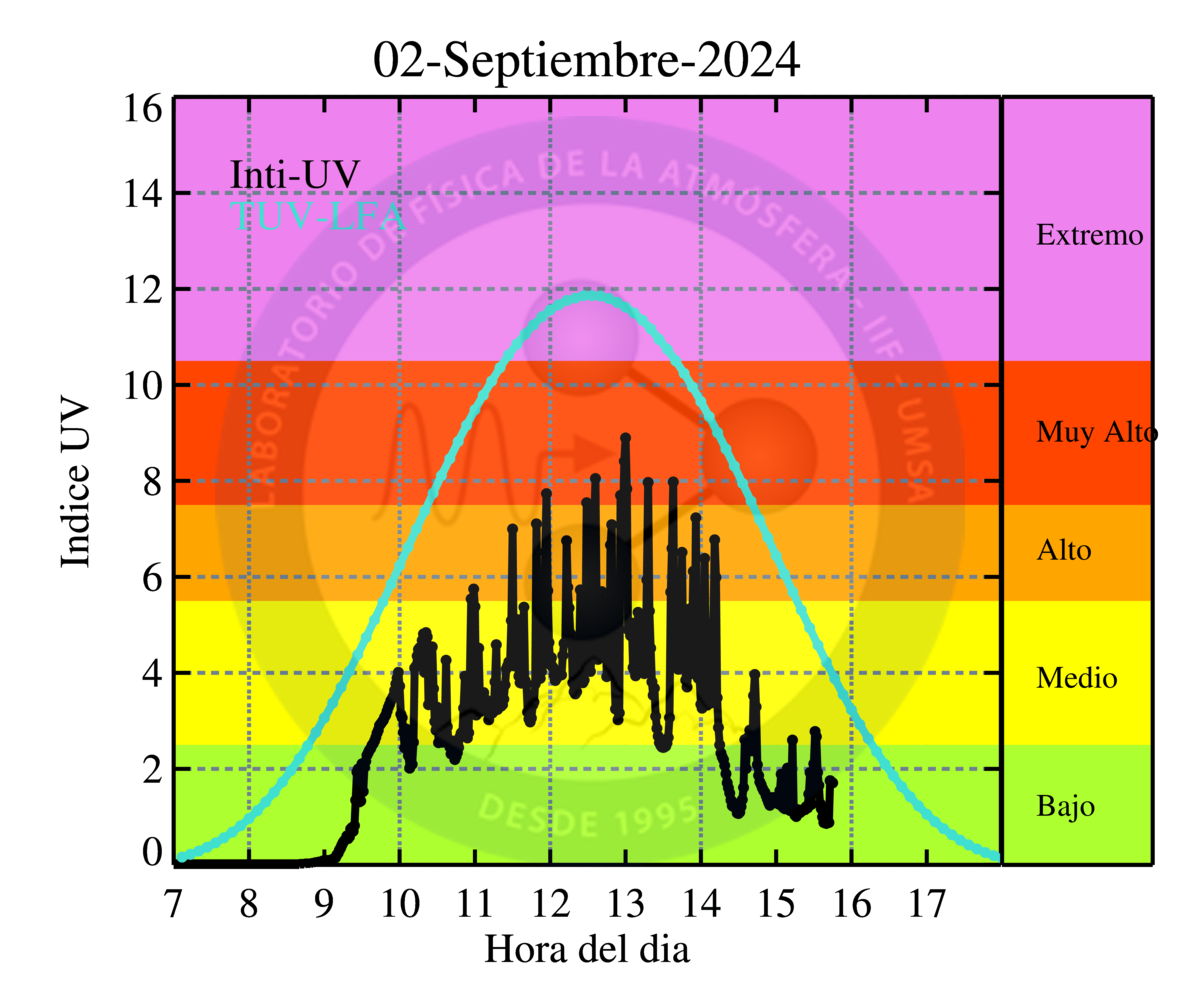 02-Septiembre-2024
Inti-UV
TUV-LFA
LABORATORIO DE FÍSICA DE LA ATMÓSFERA - IIF - UMSA
DESDE 1995
Indice UV
16
14
12
10
8
6
4
2
0
Extremo
Muy Alto
Alto
Medio
Bajo
7 8 9 10 11 12 13 14 15 16 17
Hora del dia